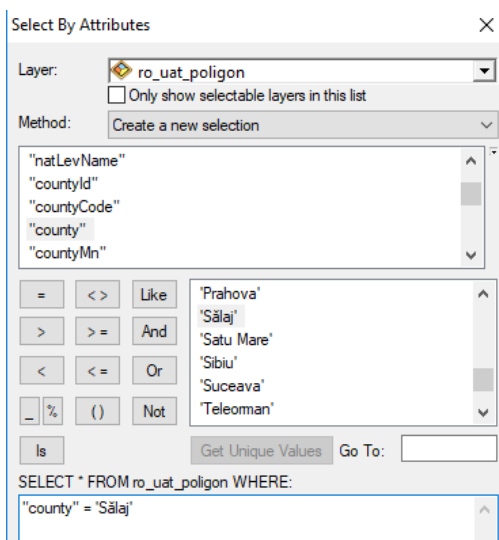 Select By Attributes
Layer: ro_uat_poligon
Only show selectable layers in this list
Method: Create a new selection
"natLevName"
"countyId"
"countyCode"
"county"
"countyMn"
= < > Like
> > = And
< < = Or
_ % ( ) Not
Is
'Prahova'
'Sălaj'
'Satu Mare'
'Sibiu'
'Suceava'
'Teleorman'
Get Unique Values Go To:
SELECT * FROM ro_uat_poligon WHERE:
"county" = 'Sălaj'